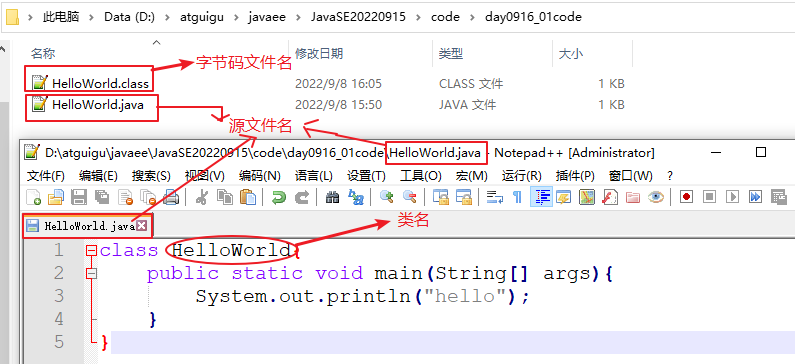 此电脑 > Data (D:) > atguigu > javaee > JavaSE20220915 > code > day0916_01code
名称 修改日期 类型 大小
字节码文件名
HelloWorld.class 2022/9/8 16:05 CLASS 文件 1 KB
HelloWorld.java 2022/9/8 15:50 JAVA 文件 1 KB
源文件名
D:\atguigu\javaee\JavaSE20220915\code\day0916_01code\HelloWorld.java - Notepad++ [Administrator]
文件(F) 编辑(E) 搜索(S) 视图(V) 编码(N) 语言(L) 设置(T) 工具(O) 宏(M) 运行(R) 插件(P) 窗口(W) ?
HelloWorld.java
类名
1 class HelloWorld{
2 public static void main(String[] args){
3 System.out.println("hello");
4 }
5 }